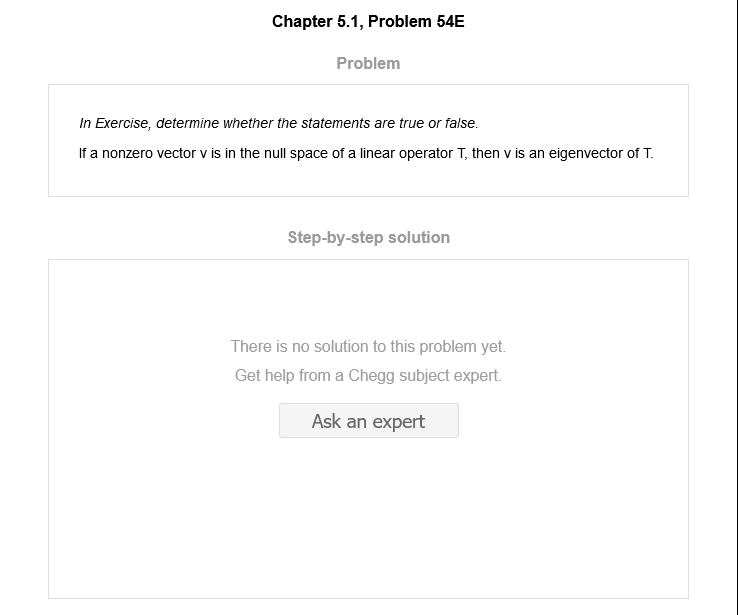 Chapter 5.1, Problem 54E
Problem
In Exercise, determine whether the statements are true or false.
If a nonzero vector v is in the null space of a linear operator T, then v is an eigenvector of T.
Step-by-step solution
There is no solution to this problem yet.
Get help from a Chegg subject expert.
Ask an expert